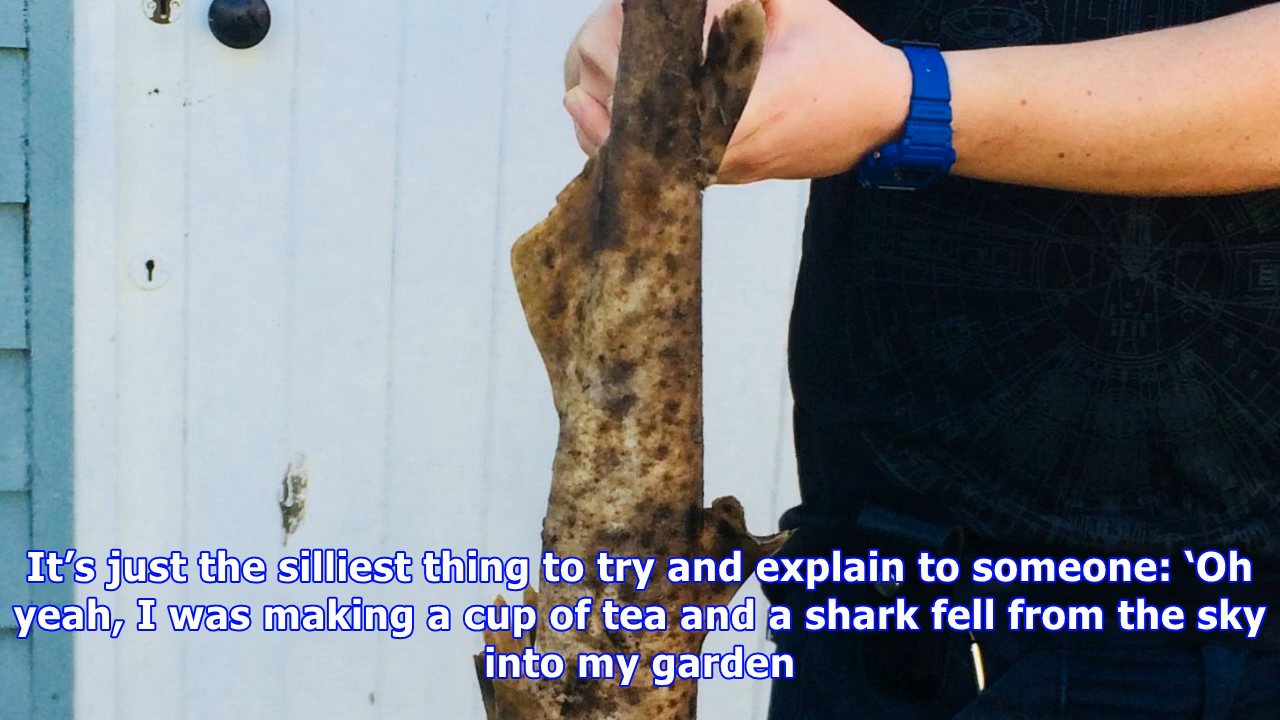 It’s just the silliest thing to try and explain to someone: ‘Oh
yeah, I was making a cup of tea and a shark fell from the sky
into my garden